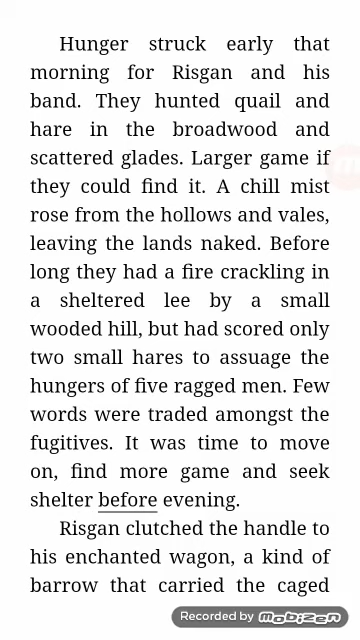 Hunger struck early that
morning for Risgan and his
band. They hunted quail and
hare in the broadwood and
scattered glades. Larger game if
they could find it. A chill mist
rose from the hollows and vales,
leaving the lands naked. Before
long they had a fire crackling in
a sheltered lee by a small
wooded hill, but had scored only
two small hares to assuage the
hungers of five ragged men. Few
words were traded amongst the
fugitives. It was time to move
on, find more game and seek
shelter before evening.
Risgan clutched the handle to
his enchanted wagon, a kind of
barrow that carried the caged
Recorded by mobizen